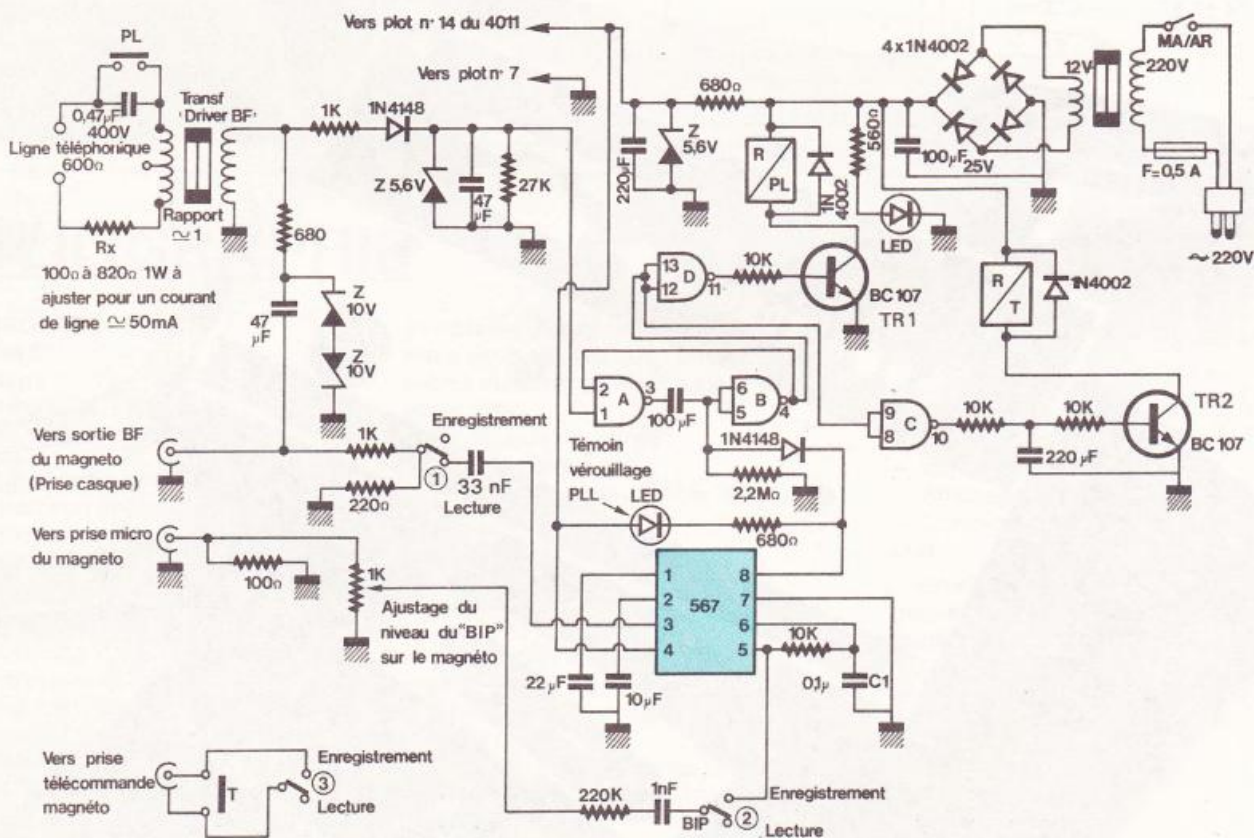 Vers plot n° 14 du 4011
Vers plot n° 7
PL
0,47µF
400V
Ligne téléphonique
600Ω
Rx
100Ω à 820Ω 1W à
ajuster pour un courant
de ligne ≃ 50mA
Transf
'Driver BF'
Rapport
≃ 1
1K
1N4148
Z 5,6V
47
µF
27K
680
47
µF
Z
10V
Z
10V
220µF
Z
5,6V
680Ω
R
PL
1N
4002
560Ω
LED
100µF
25V
4x1N4002
12V
220V
MA/AR
F=0,5 A
~ 220V
R
T
1N4002
13
12
D
11
10K
BC 107
TR1
2
1
A
3
100µF
6
5
B
4
9
8
C
10
10K
10K
220 µF
TR2
BC 107
1N4148
2,2MΩ
Témoin
vérouillage
PLL
LED
680Ω
Vers sortie BF
du magneto
(Prise casque)
1K
220Ω
Enregistrement
1
33 nF
Lecture
Vers prise micro
du magneto
100Ω
1K
Ajustage du
niveau du "BIP"
sur le magnéto
1
2
3
4
567
8
7
6
5
22µF
10µF
10K
0,1µ
C1
Vers prise
télécommande
magnéto
T
Enregistrement
3
Lecture
220K
1nF
BIP
2
Enregistrement
Lecture